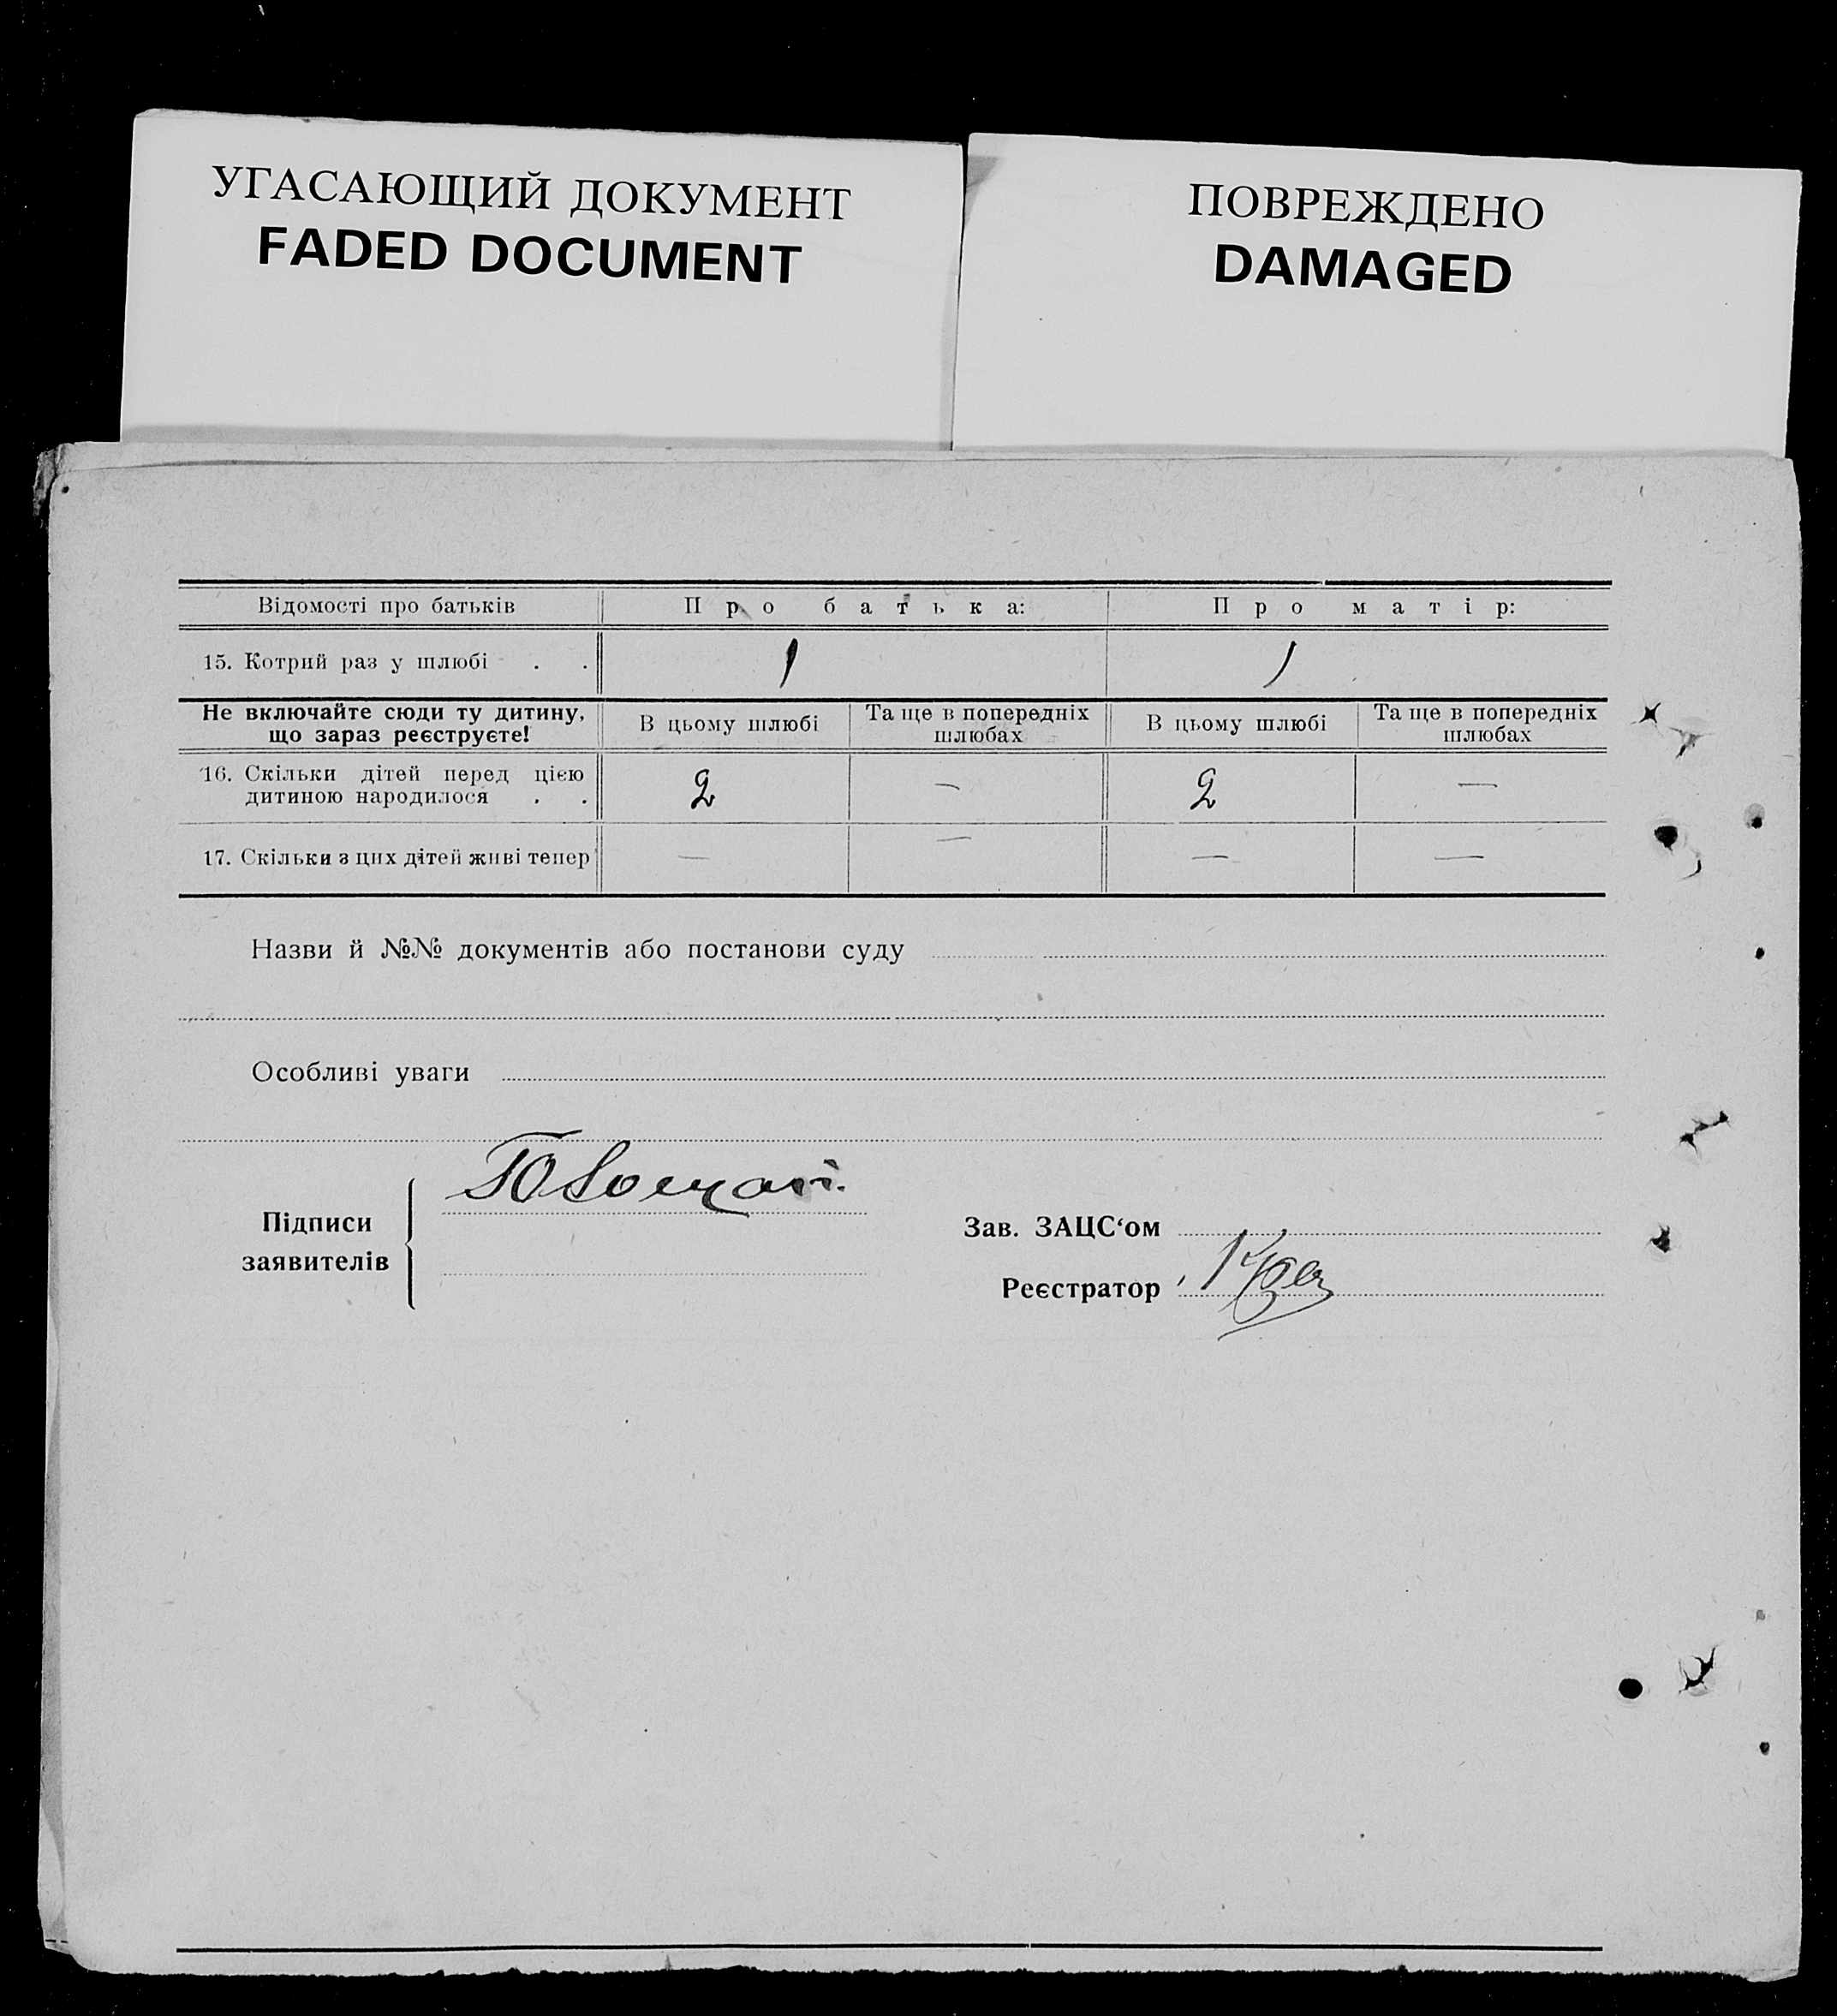 УГАСАЮЩИЙ ДОКУМЕНТ
FADED DOCUMENT
ПОВРЕЖДЕНО
DAMAGED
Відомості про батьків Про батька: Про матір:
15. Котрий раз у шлюбі . . 1 1
Не включайте сюди ту дитину,
що зараз реєструєте!
В цьому шлюбі
Та ще в попередніх
шлюбах
В цьому шлюбі
Та ще в попередніх
шлюбах
16. Скільки дітей перед цією
дитиною народилося . . 2 — 2 —
17. Скільки з цих дітей живі тепер — — — —
Назви й №№ документів або постанови суду
Особливі уваги
Підписи
заявителів
Зав. ЗАЦС‘ом
Реєстратор